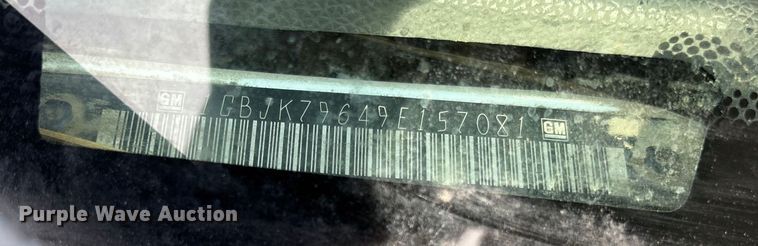 GM 1GBJK79649E157081 GM
Purple Wave Auction